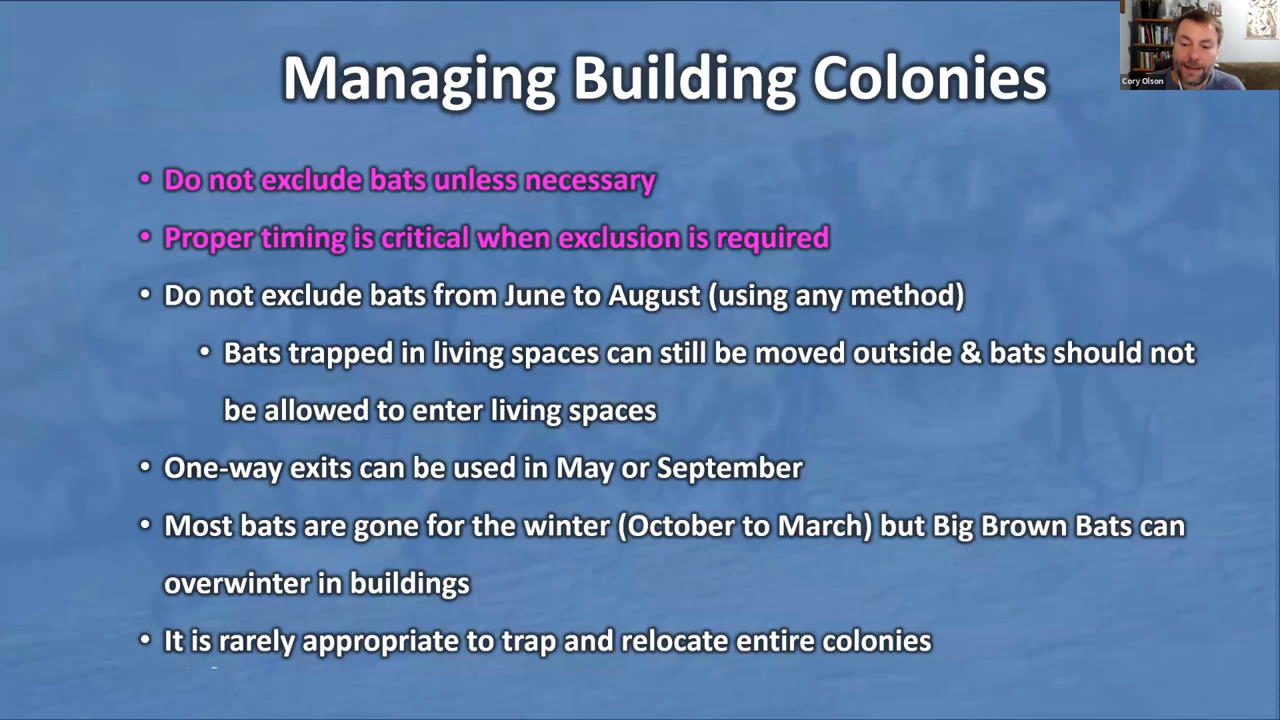 Managing Building Colonies
Cory Olson
• Do not exclude bats unless necessary
• Proper timing is critical when exclusion is required
• Do not exclude bats from June to August (using any method)
• Bats trapped in living spaces can still be moved outside & bats should not
be allowed to enter living spaces
• One-way exits can be used in May or September
• Most bats are gone for the winter (October to March) but Big Brown Bats can
overwinter in buildings
• It is rarely appropriate to trap and relocate entire colonies